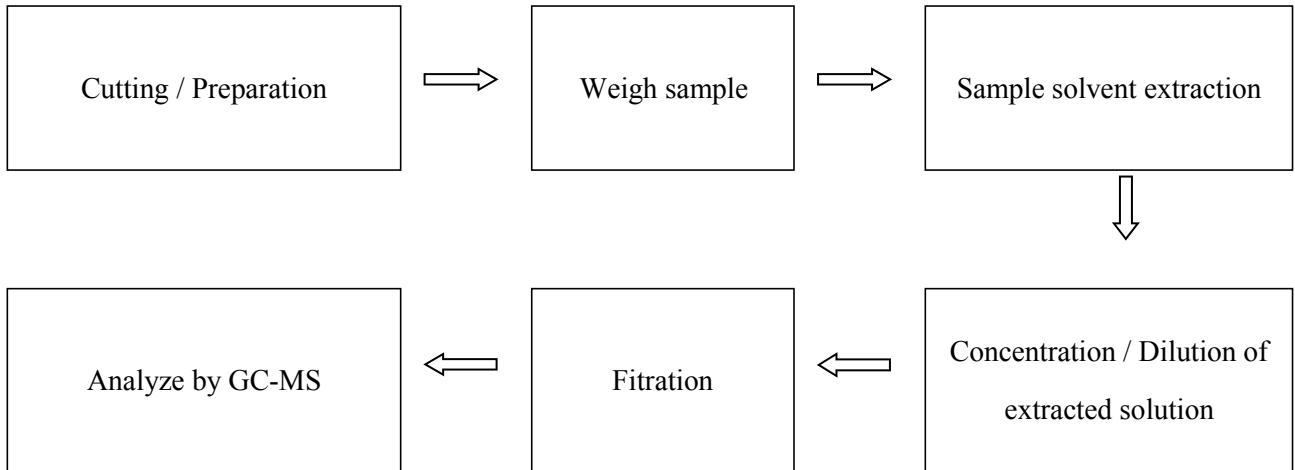 Cutting / Preparation
Weigh sample
Sample solvent extraction
Concentration / Dilution of
extracted solution
Fitration
Analyze by GC-MS